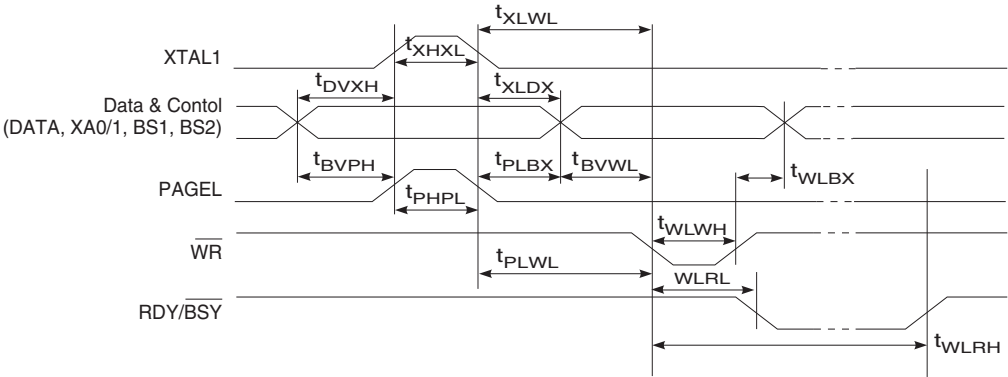 tXLWL
XTAL1
tXHXL
tDVXH
tXLDX
Data & Contol
(DATA, XA0/1, BS1, BS2)
tBVPH
tPLBX
tBVWL
tWLBX
PAGEL
tPHPL
tWLWH
WR
tPLWL
WLRL
RDY/BSY
tWLRH